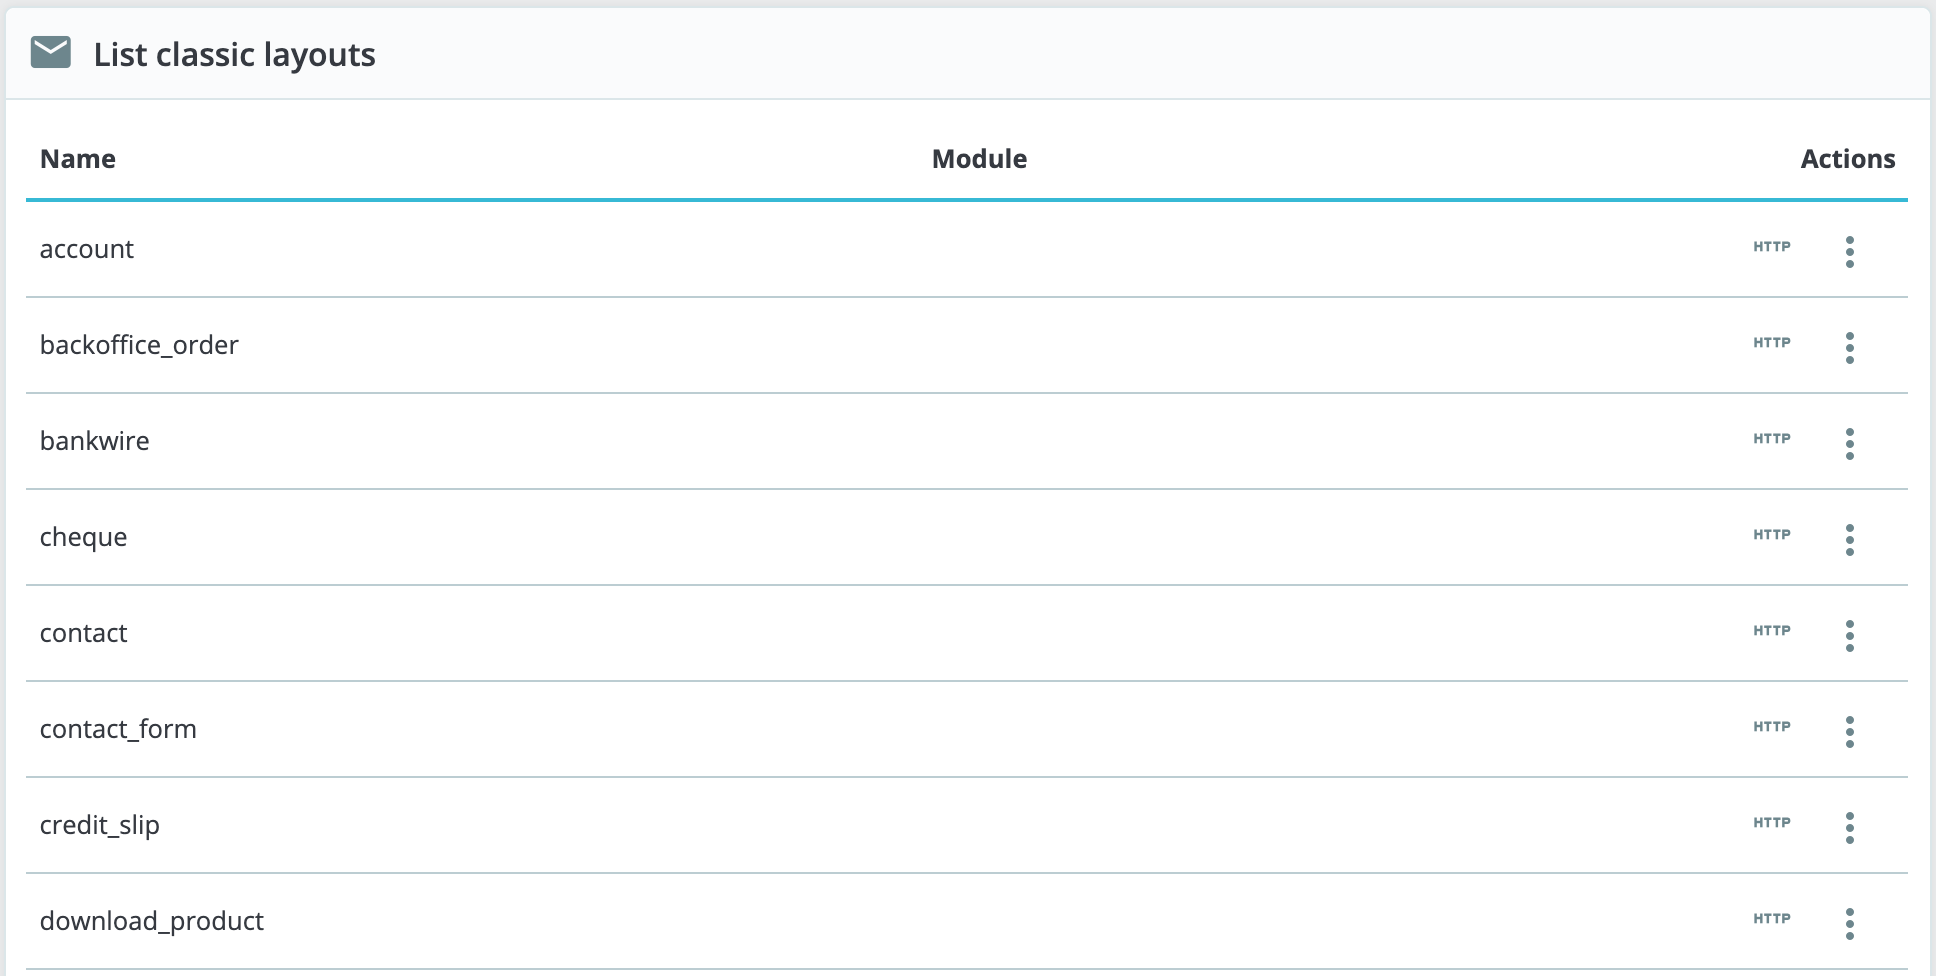 List classic layouts
Name Module Actions
account HTTP
backoffice_order HTTP
bankwire HTTP
cheque HTTP
contact HTTP
contact_form HTTP
credit_slip HTTP
download_product HTTP